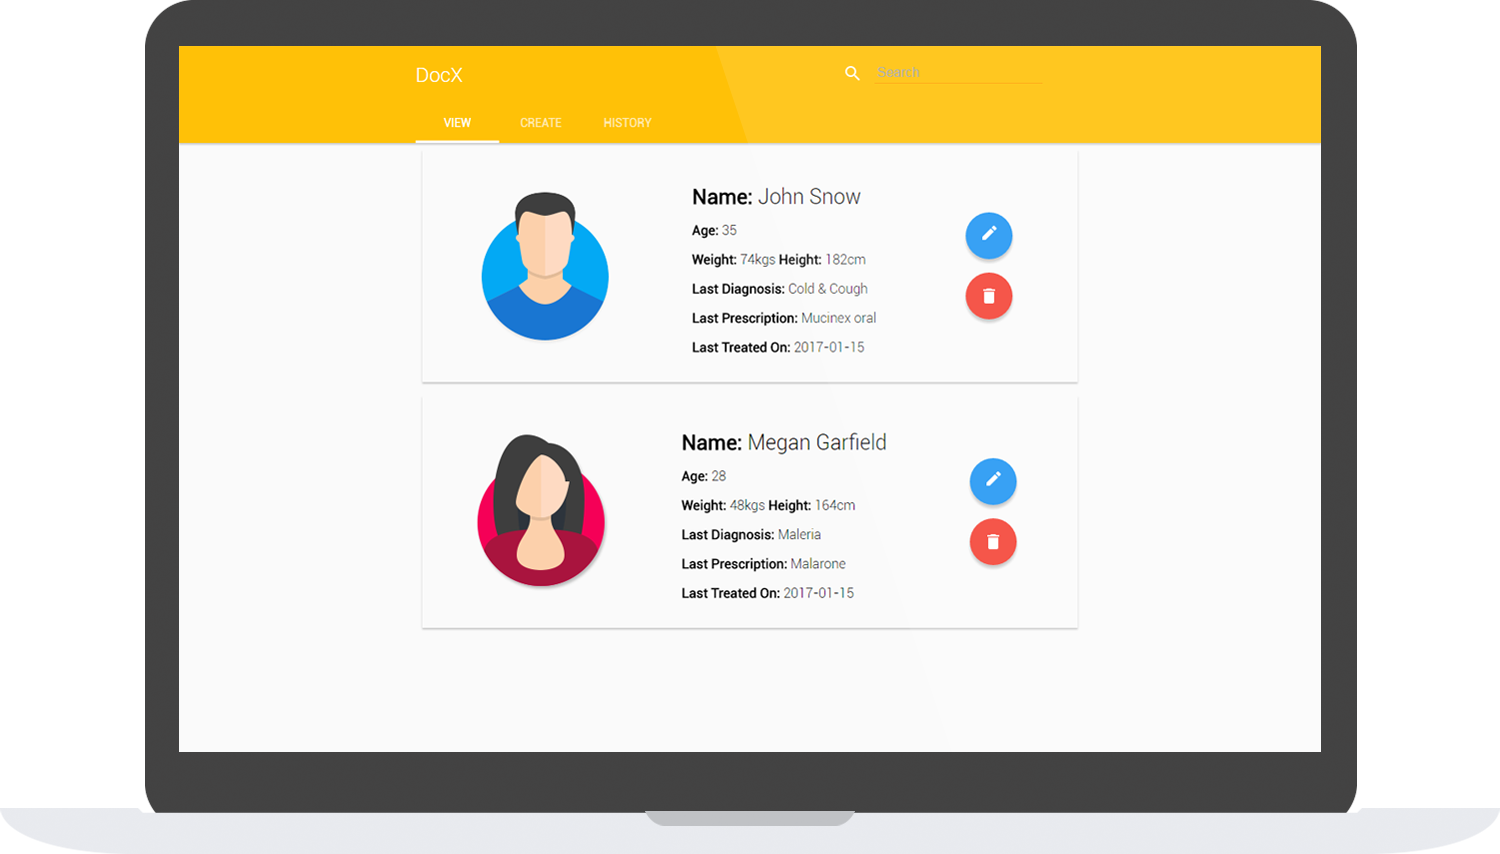 DocX
Search
VIEW CREATE HISTORY
Name: John Snow
Age: 35
Weight: 74kgs Height: 182cm
Last Diagnosis: Cold & Cough
Last Prescription: Mucinex oral
Last Treated On: 2017-01-15
Name: Megan Garfield
Age: 28
Weight: 48kgs Height: 164cm
Last Diagnosis: Maleria
Last Prescription: Malarone
Last Treated On: 2017-01-15